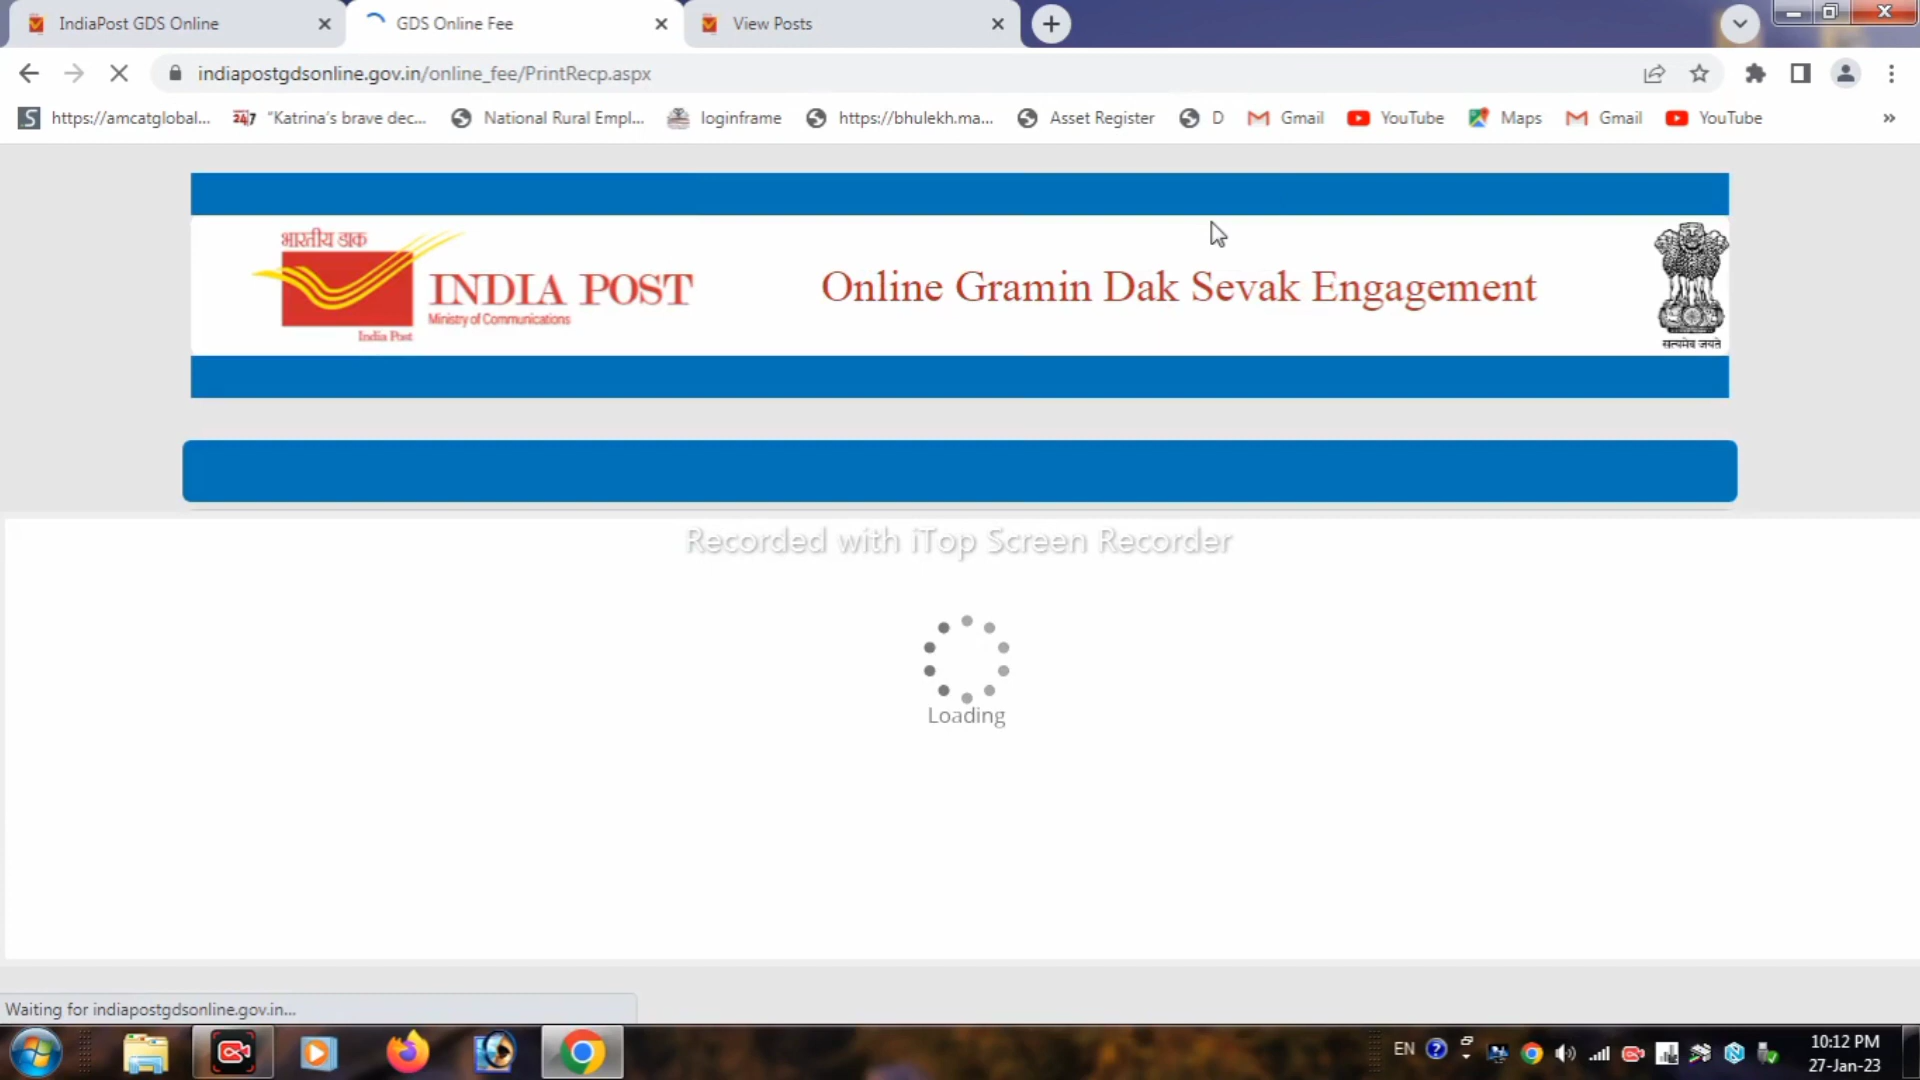 IndiaPost GDS Online
GDS Online Fee
View Posts
indiapostgdsonline.gov.in/online_fee/PrintRecp.aspx
https://amcatglobal...
24/7 "Katrina's brave dec...
National Rural Empl...
loginframe
https://bhulekh.ma...
Asset Register
D
Gmail
YouTube
Maps
Gmail
YouTube
»
भारतीय डाक
India Post
INDIA POST
Ministry of Communications
Online Gramin Dak Sevak Engagement
सत्यमेव जयते
Recorded with iTop Screen Recorder
Loading
Waiting for indiapostgdsonline.gov.in...
EN
10:12 PM
27-Jan-23